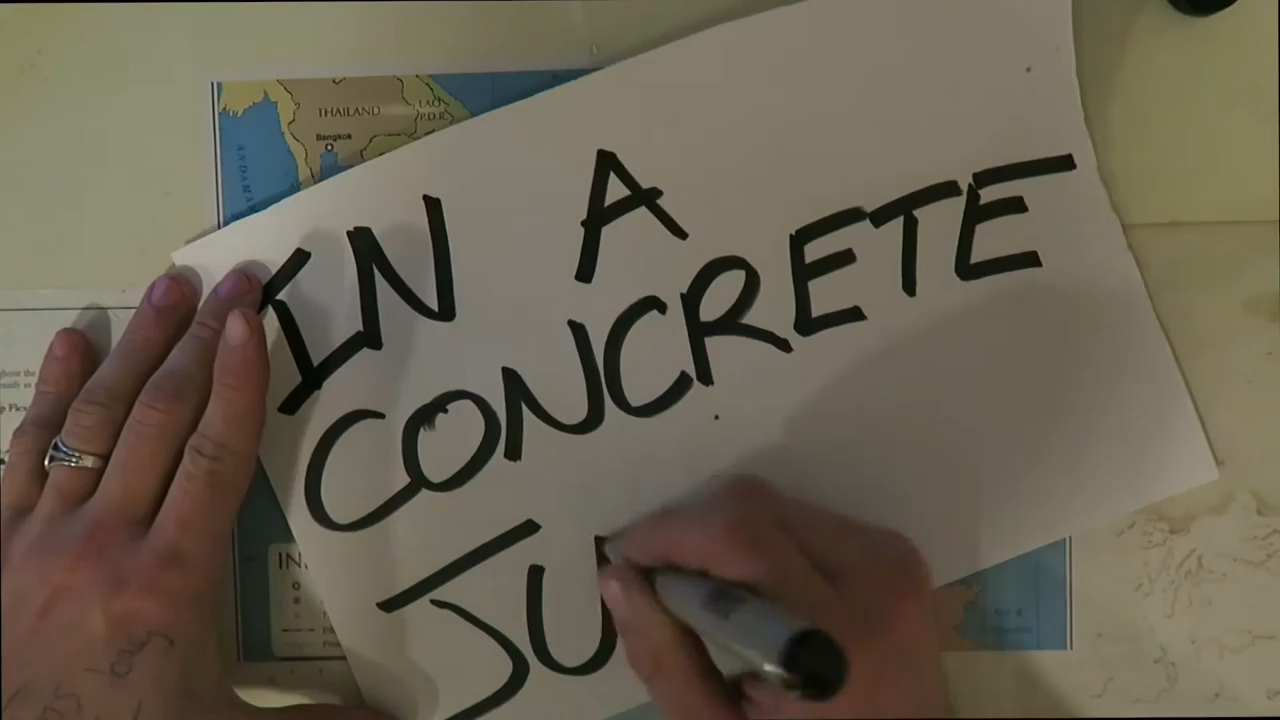 THAILAND
LAO
P.D.R.
Bangkok
IN A
CONCRETE
JU